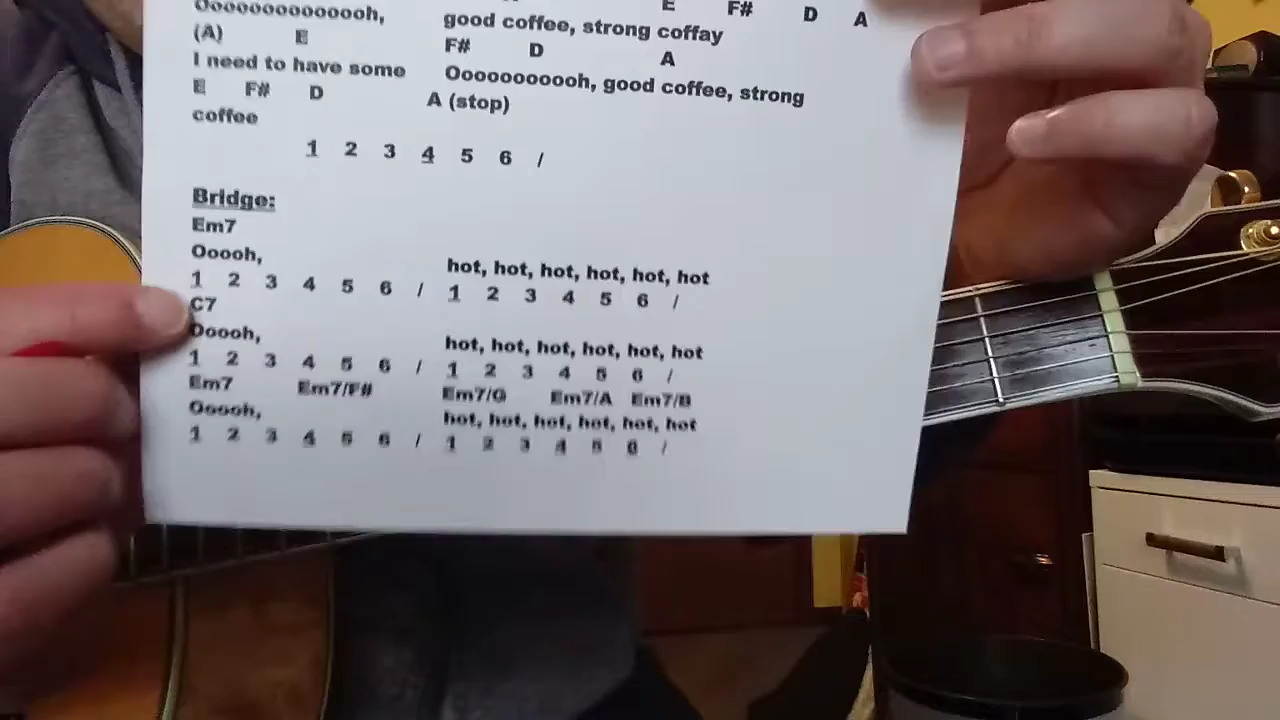 Ooooooooooooooh,
E F# D A
good coffee, strong coffay
(A) E F# D A
I need to have some Ooooooooooh, good coffee, strong
E F# D A (stop)
coffee
1 2 3 4 5 6 /
Bridge:
Em7
Ooooh, hot, hot, hot, hot, hot, hot
1 2 3 4 5 6 / 1 2 3 4 5 6 /
C7
Ooooh, hot, hot, hot, hot, hot, hot
1 2 3 4 5 6 / 1 2 3 4 5 6 /
Em7 Em7/F# Em7/G Em7/A Em7/B
Ooooh, hot, hot, hot, hot, hot, hot
1 2 3 4 5 6 / 1 2 3 4 5 6 /